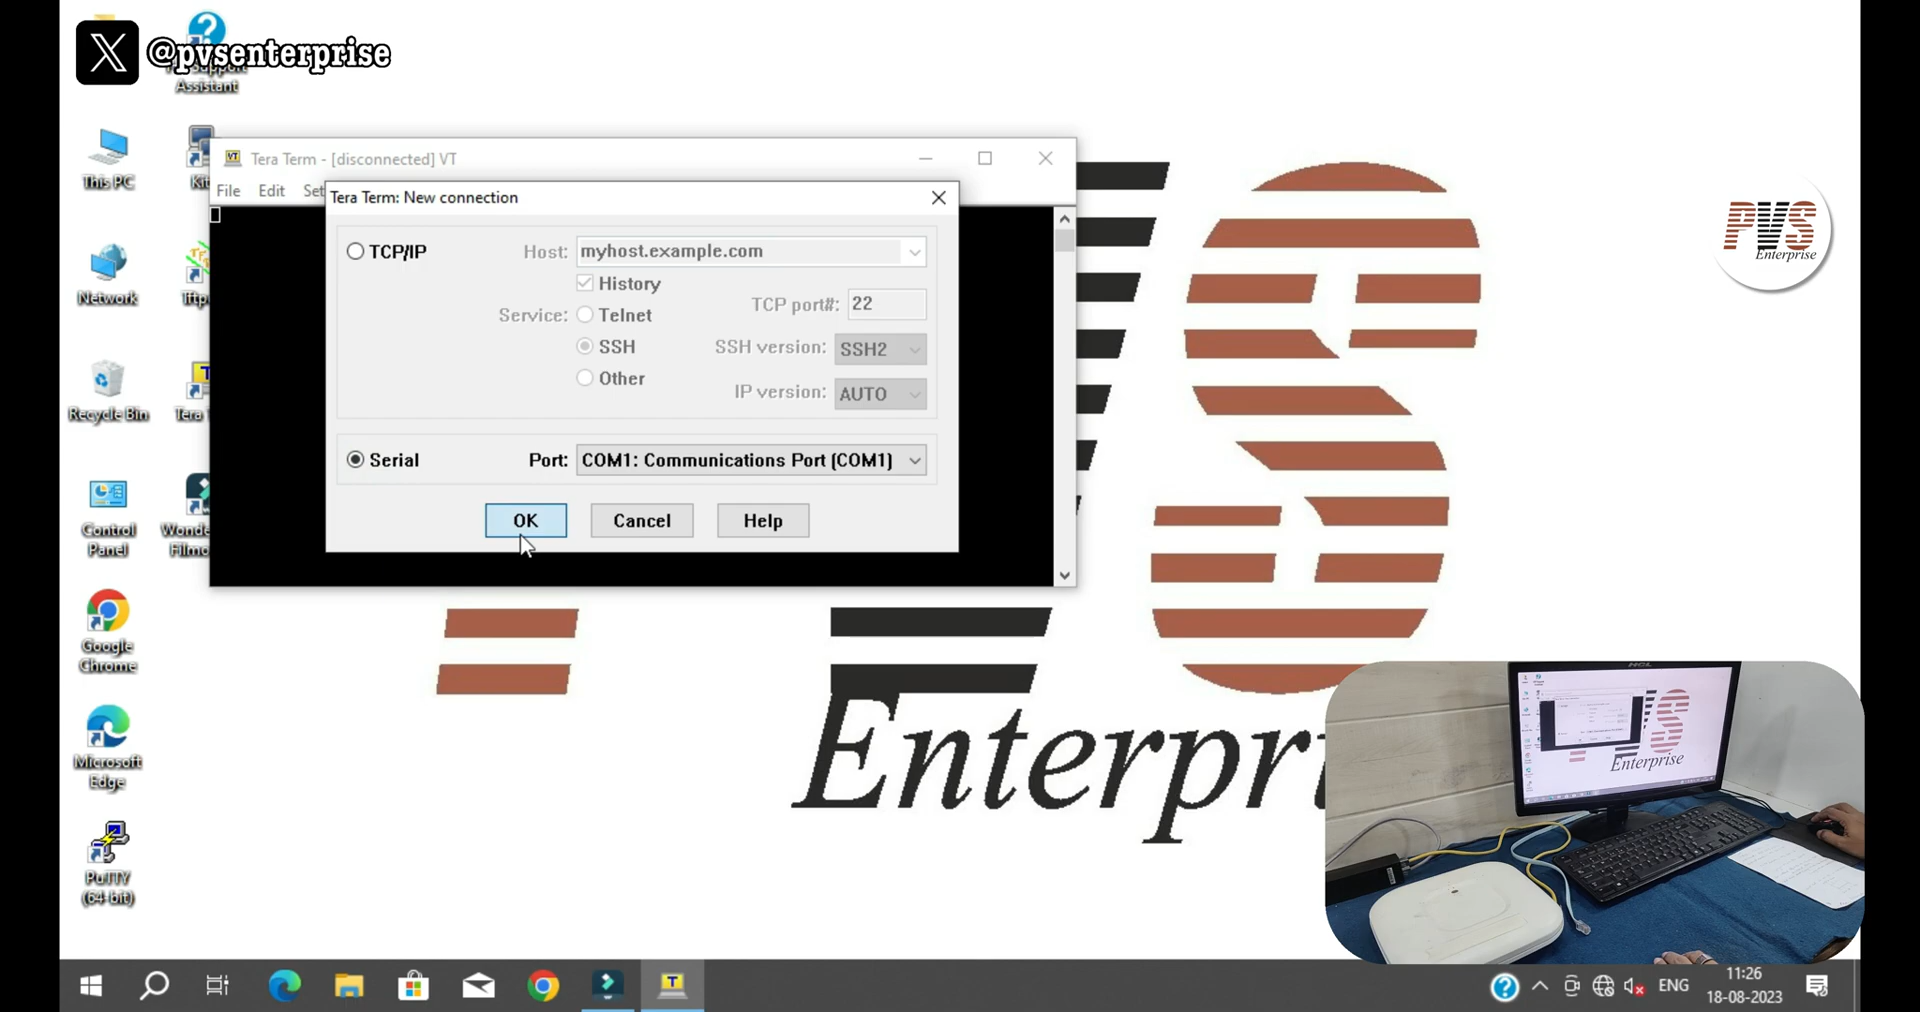 @pvsenterprise
Assistant
This PC
Network
Recycle Bin
Control
Panel
Google
Chrome
Microsoft
Edge
PuTTY
(64-bit)
Tera Term - [disconnected] VT
File Edit
Tera Term: New connection
TCP/IP
Host: myhost.example.com
History
TCP port#: 22
Service: Telnet
SSH
SSH version: SSH2
Other
IP version: AUTO
Serial
Port: COM1: Communications Port (COM1)
OK Cancel Help
PVS
Enterprise
Enterpri
Enterprise
ENG
11:26
18-08-2023